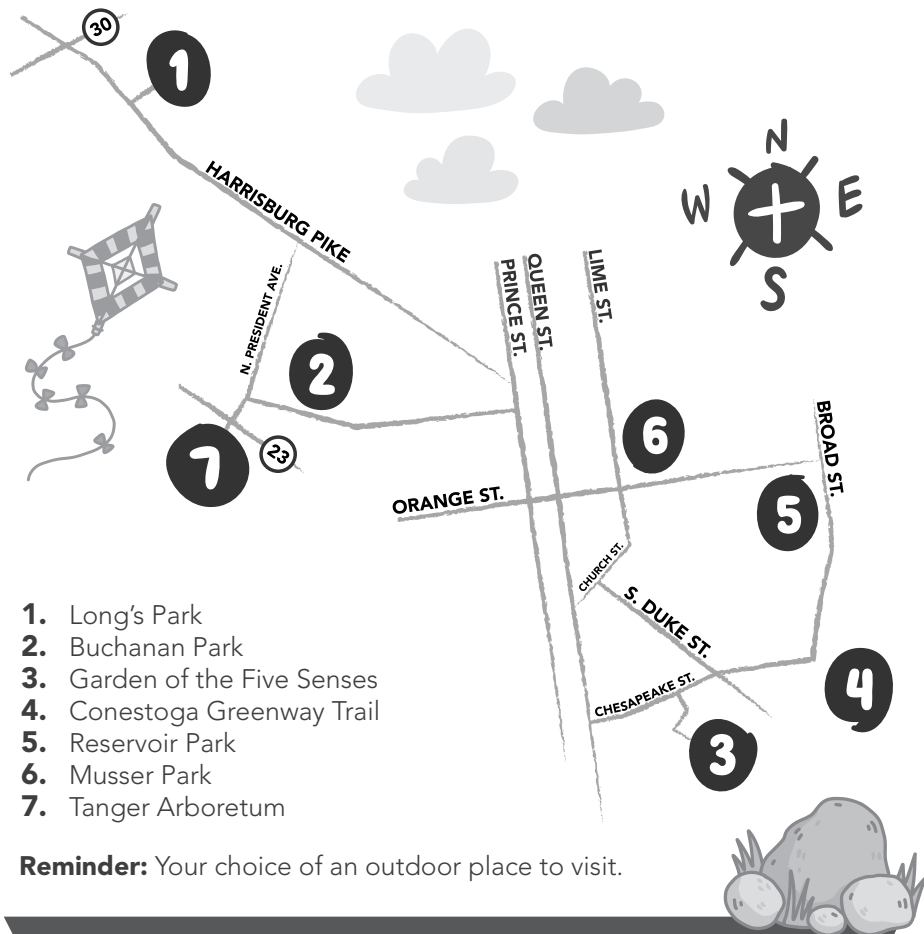 30
1
HARRISBURG PIKE
N
W
E
S
N. PRESIDENT AVE.
PRINCE ST.
QUEEN ST.
LIME ST.
2
7
23
6
BROAD ST.
ORANGE ST.
5
CHURCH ST.
S. DUKE ST.
4
CHESAPEAKE ST.
3
1. Long’s Park
2. Buchanan Park
3. Garden of the Five Senses
4. Conestoga Greenway Trail
5. Reservoir Park
6. Musser Park
7. Tanger Arboretum
Reminder: Your choice of an outdoor place to visit.